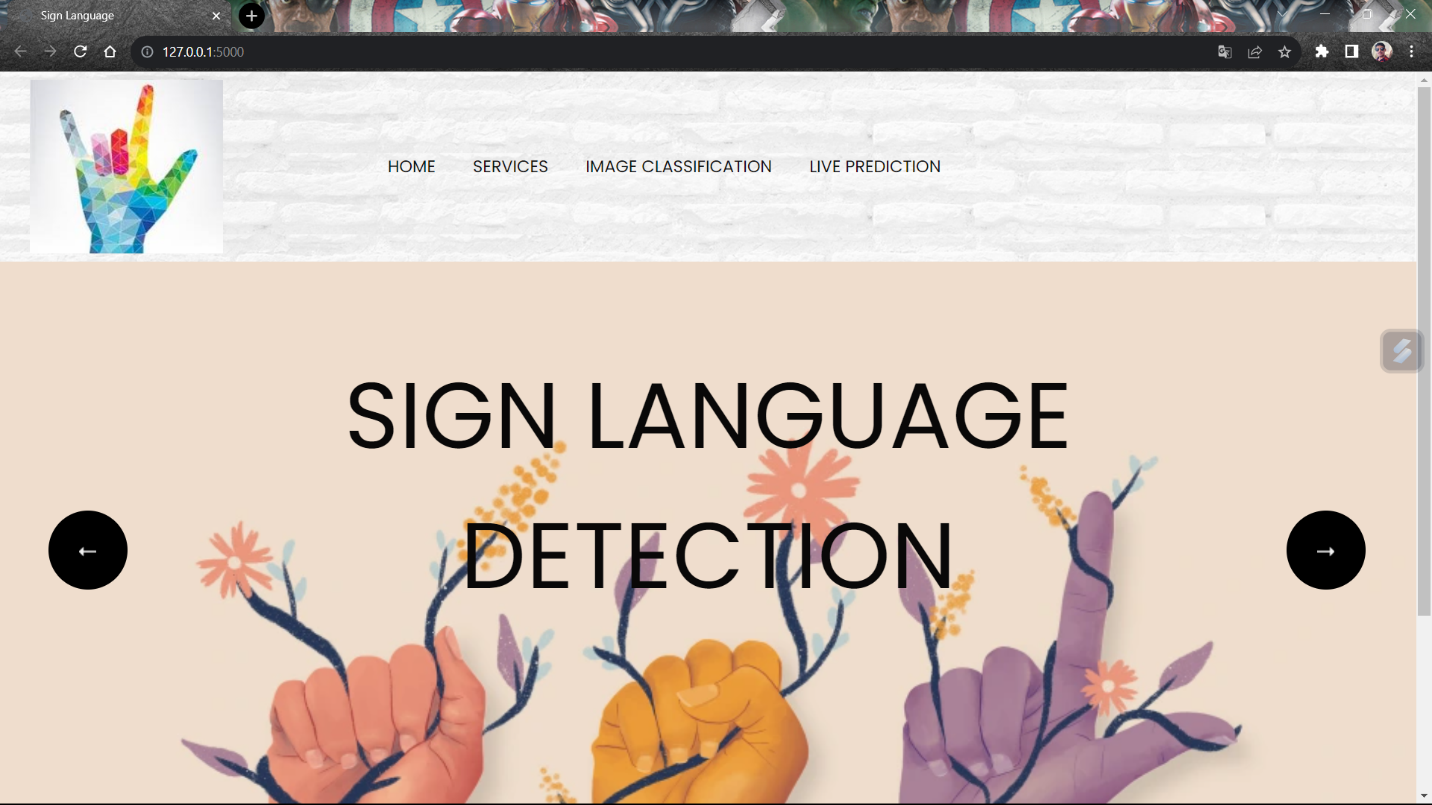 Sign Language
127.0.0.1:5000
HOME SERVICES IMAGE CLASSIFICATION LIVE PREDICTION
SIGN LANGUAGE
DETECTION